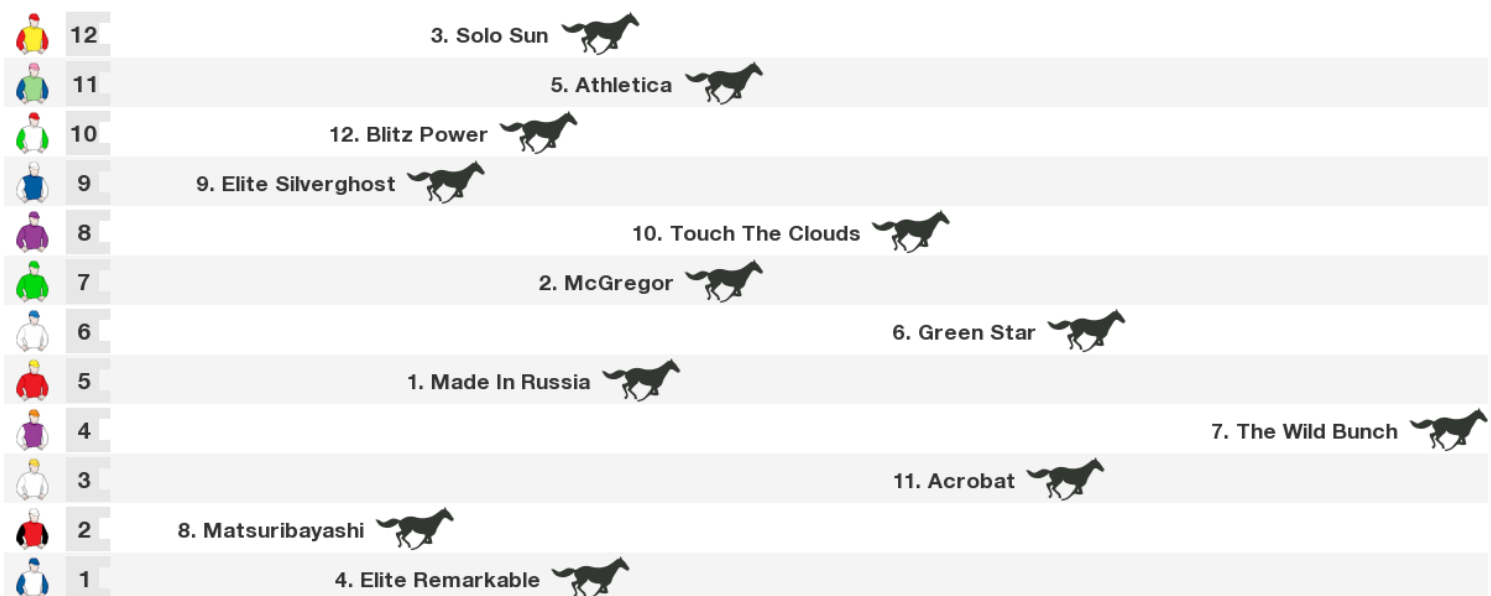 12 3. Solo Sun
11 5. Athletica
10 12. Blitz Power
9 9. Elite Silverghost
8 10. Touch The Clouds
7 2. McGregor
6 6. Green Star
5 1. Made In Russia
4 7. The Wild Bunch
3 11. Acrobat
2 8. Matsuribayashi
1 4. Elite Remarkable